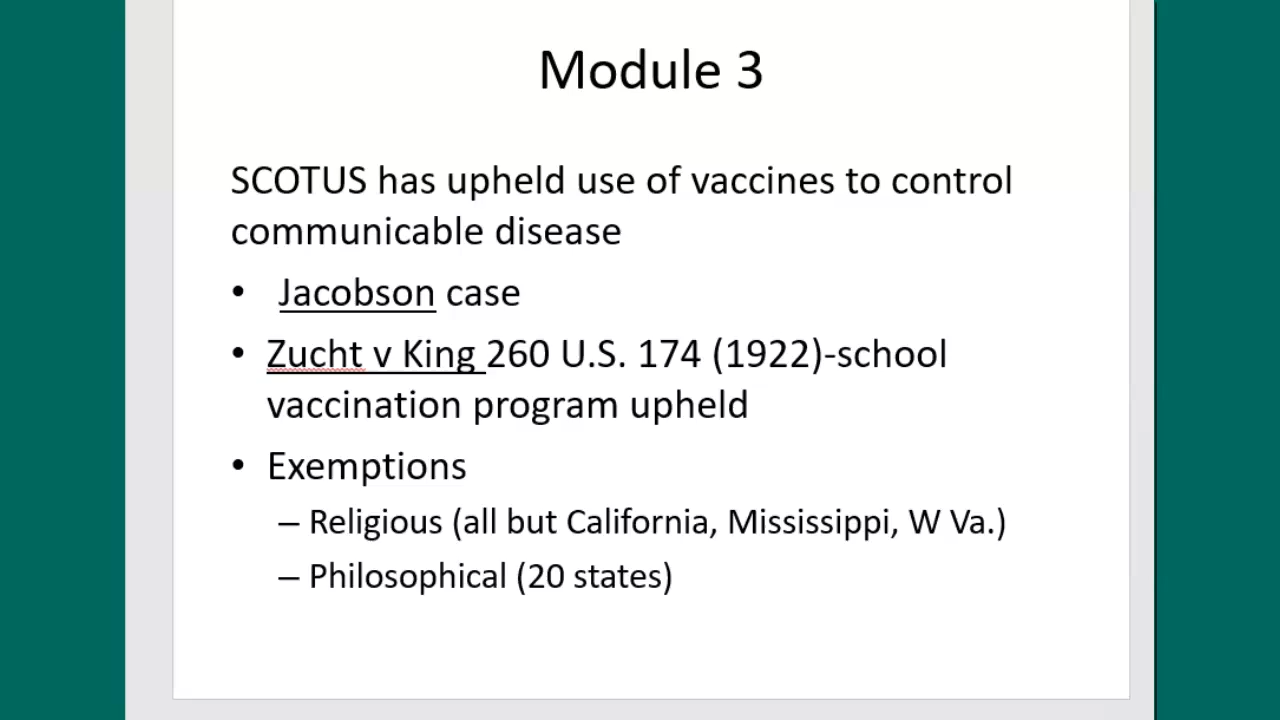 Module 3
SCOTUS has upheld use of vaccines to control
communicable disease
• Jacobson case
• Zucht v King 260 U.S. 174 (1922)-school
vaccination program upheld
• Exemptions
– Religious (all but California, Mississippi, W Va.)
– Philosophical (20 states)